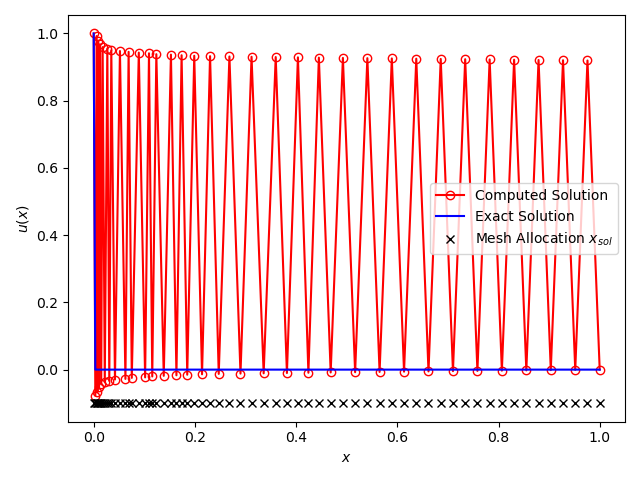 1.0
0.8
0.6
0.4
0.2
0.0
u(x)
Computed Solution
Exact Solution
Mesh Allocation x_sol
0.0 0.2 0.4 0.6 0.8 1.0
x